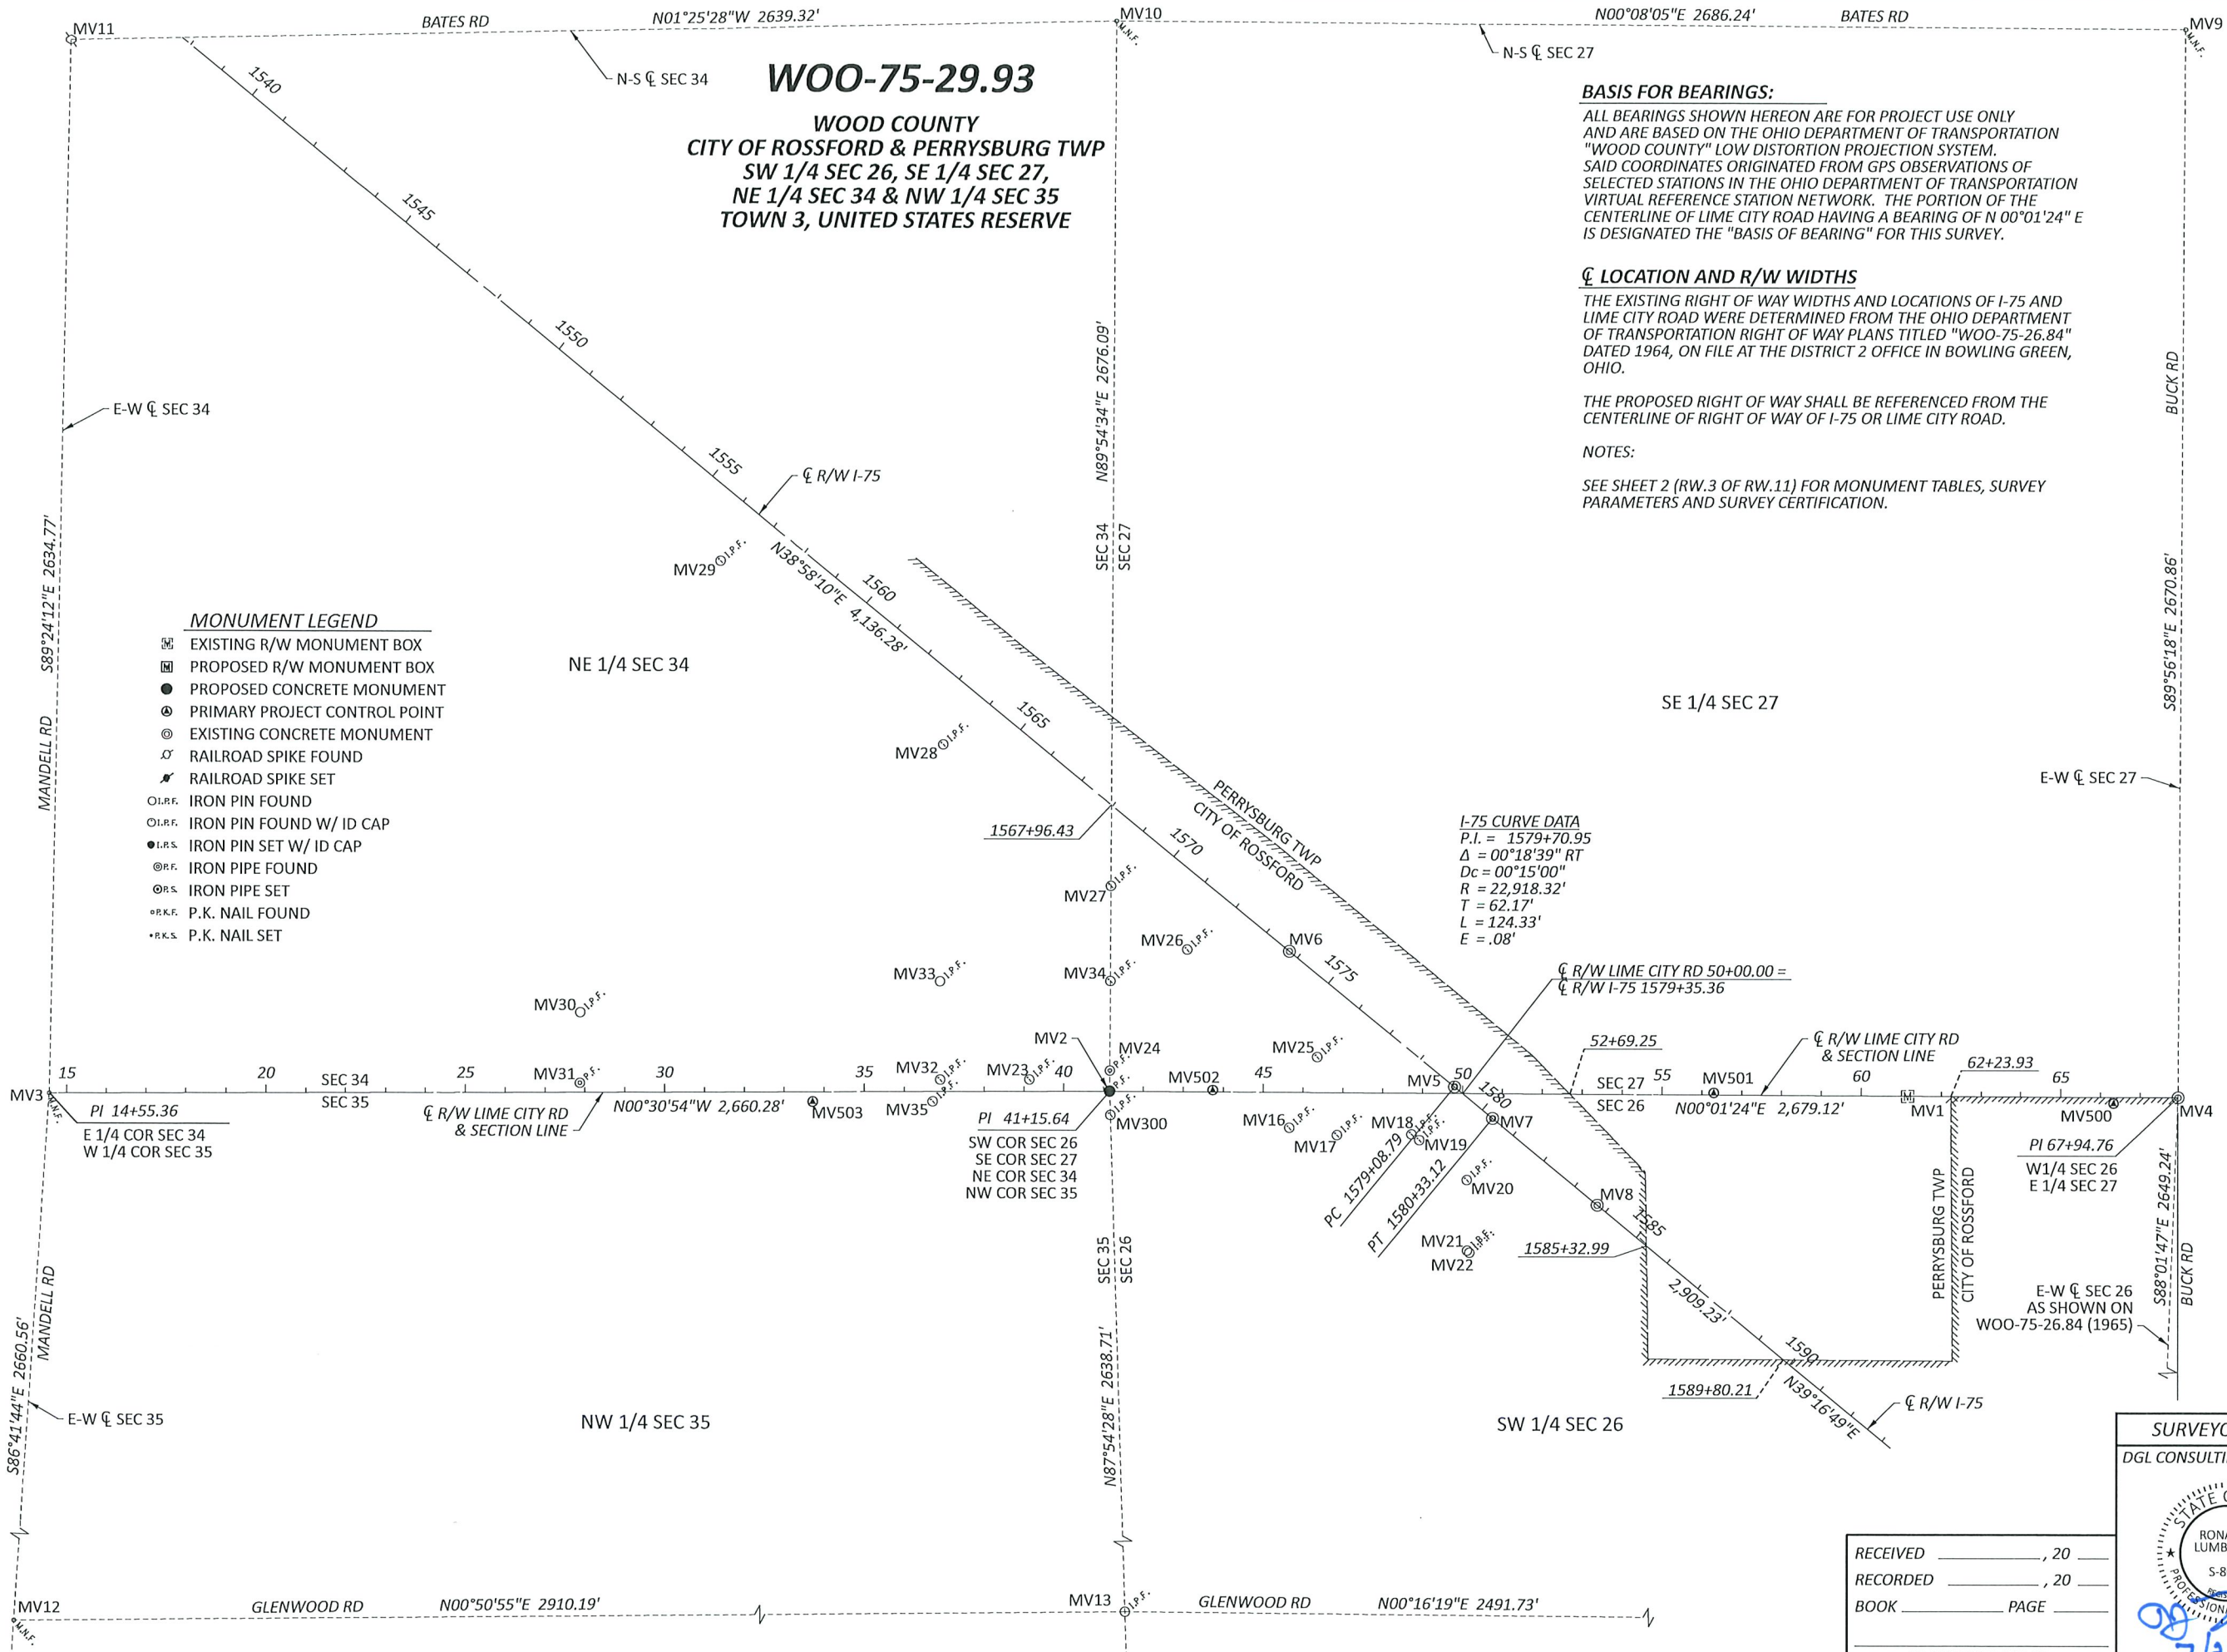 MV11
BATES RD
N01°25'28"W 2639.32'
MV10
N00°08'05"E 2686.24'
BATES RD
MV9
M.N.F.
M.N.F.
N-S ℄ SEC 34
N-S ℄ SEC 27
WOO-75-29.93
WOOD COUNTY
CITY OF ROSSFORD & PERRYSBURG TWP
SW 1/4 SEC 26, SE 1/4 SEC 27,
NE 1/4 SEC 34 & NW 1/4 SEC 35
TOWN 3, UNITED STATES RESERVE
BASIS FOR BEARINGS:
ALL BEARINGS SHOWN HEREON ARE FOR PROJECT USE ONLY
AND ARE BASED ON THE OHIO DEPARTMENT OF TRANSPORTATION
"WOOD COUNTY" LOW DISTORTION PROJECTION SYSTEM.
SAID COORDINATES ORIGINATED FROM GPS OBSERVATIONS OF
SELECTED STATIONS IN THE OHIO DEPARTMENT OF TRANSPORTATION
VIRTUAL REFERENCE STATION NETWORK. THE PORTION OF THE
CENTERLINE OF LIME CITY ROAD HAVING A BEARING OF N 00°01'24" E
IS DESIGNATED THE "BASIS OF BEARING" FOR THIS SURVEY.
℄ LOCATION AND R/W WIDTHS
THE EXISTING RIGHT OF WAY WIDTHS AND LOCATIONS OF I-75 AND
LIME CITY ROAD WERE DETERMINED FROM THE OHIO DEPARTMENT
OF TRANSPORTATION RIGHT OF WAY PLANS TITLED "WOO-75-26.84"
DATED 1964, ON FILE AT THE DISTRICT 2 OFFICE IN BOWLING GREEN,
OHIO.
THE PROPOSED RIGHT OF WAY SHALL BE REFERENCED FROM THE
CENTERLINE OF RIGHT OF WAY OF I-75 OR LIME CITY ROAD.
NOTES:
SEE SHEET 2 (RW.3 OF RW.11) FOR MONUMENT TABLES, SURVEY
PARAMETERS AND SURVEY CERTIFICATION.
1540
1545
1550
1555
1560
1565
1570
1575
1580
1585
1590
E-W ℄ SEC 34
S89°24'12"E 2634.77'
MANDELL RD
℄ R/W I-75
N38°58'10"E 4,136.28'
N89°54'34"E 2676.09'
SEC 34
SEC 27
BUCK RD
S89°56'18"E 2670.86'
E-W ℄ SEC 27
MONUMENT LEGEND
EXISTING R/W MONUMENT BOX
PROPOSED R/W MONUMENT BOX
PROPOSED CONCRETE MONUMENT
PRIMARY PROJECT CONTROL POINT
EXISTING CONCRETE MONUMENT
RAILROAD SPIKE FOUND
RAILROAD SPIKE SET
I.P.F. IRON PIN FOUND
I.P.F. IRON PIN FOUND W/ ID CAP
I.P.S. IRON PIN SET W/ ID CAP
P.F. IRON PIPE FOUND
P.S. IRON PIPE SET
P.K.F. P.K. NAIL FOUND
P.K.S. P.K. NAIL SET
NE 1/4 SEC 34
SE 1/4 SEC 27
MV29 I.P.F.
MV28 I.P.F.
1567+96.43
PERRYSBURG TWP
CITY OF ROSSFORD
I-75 CURVE DATA
P.I. = 1579+70.95
Δ = 00°18'39" RT
Dc = 00°15'00"
R = 22,918.32'
T = 62.17'
L = 124.33'
E = .08'
MV27 I.P.F.
MV26 I.P.F.
MV6
MV33 I.P.F.
MV34 I.P.F.
MV30 I.P.F.
℄ R/W LIME CITY RD 50+00.00 =
℄ R/W I-75 1579+35.36
MV2
MV24
P.F.
P.F.
MV25 I.P.F.
52+69.25
℄ R/W LIME CITY RD
& SECTION LINE
62+23.93
MV3
M.N.F.
15 20 25 30 35 40 45 50 55 60 65
SEC 34
SEC 35
MV31 P.F.
MV32 I.P.F.
MV23 I.P.F.
MV502
MV5
SEC 27
SEC 26
MV501
PI 14+55.36
E 1/4 COR SEC 34
W 1/4 COR SEC 35
℄ R/W LIME CITY RD
& SECTION LINE
N00°30'54"W 2,660.28'
MV503
MV35 I.P.F.
PI 41+15.64
SW COR SEC 26
SE COR SEC 27
NE COR SEC 34
NW COR SEC 35
I.P.F.
MV300
MV16 I.P.F.
MV17 I.P.F.
MV18 I.P.F.
MV19 I.P.F.
MV7
N00°01'24"E 2,679.12'
MV1
MV500
MV4
PI 67+94.76
W1/4 SEC 26
E 1/4 SEC 27
PC 1579+08.79
PT 1580+33.12
I.P.F.
MV20
MV8
MV21 I.P.F.
MV22 I.P.F.
1585+32.99
2,909.23'
SEC 35
SEC 26
PERRYSBURG TWP
CITY OF ROSSFORD
S88°01'47"E 2649.24'
BUCK RD
E-W ℄ SEC 26
AS SHOWN ON
WOO-75-26.84 (1965)
MANDELL RD
S86°41'44"E 2660.56'
E-W ℄ SEC 35
NW 1/4 SEC 35
N87°54'28"E 2638.71'
SW 1/4 SEC 26
1589+80.21
N39°16'49"E
℄ R/W I-75
MV12
M.N.F.
GLENWOOD RD
N00°50'55"E 2910.19'
MV13 I.P.F.
GLENWOOD RD
N00°16'19"E 2491.73'
RECEIVED , 20
RECORDED , 20
BOOK PAGE
SURVEYO
DGL CONSULTI
STATE
RONA
LUMB
S-8
PROFESSION